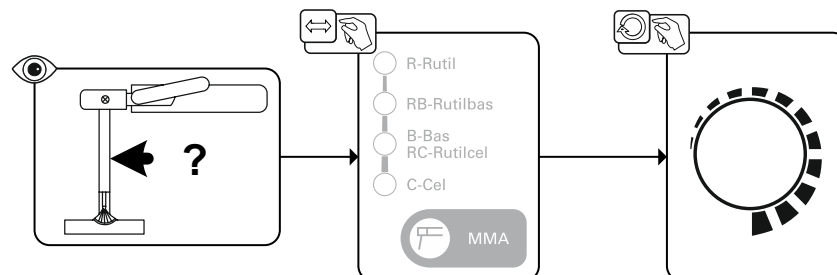 ?
R-Rutil
RB-Rutilbas
B-Bas
RC-Rutilcel
C-Cel
MMA